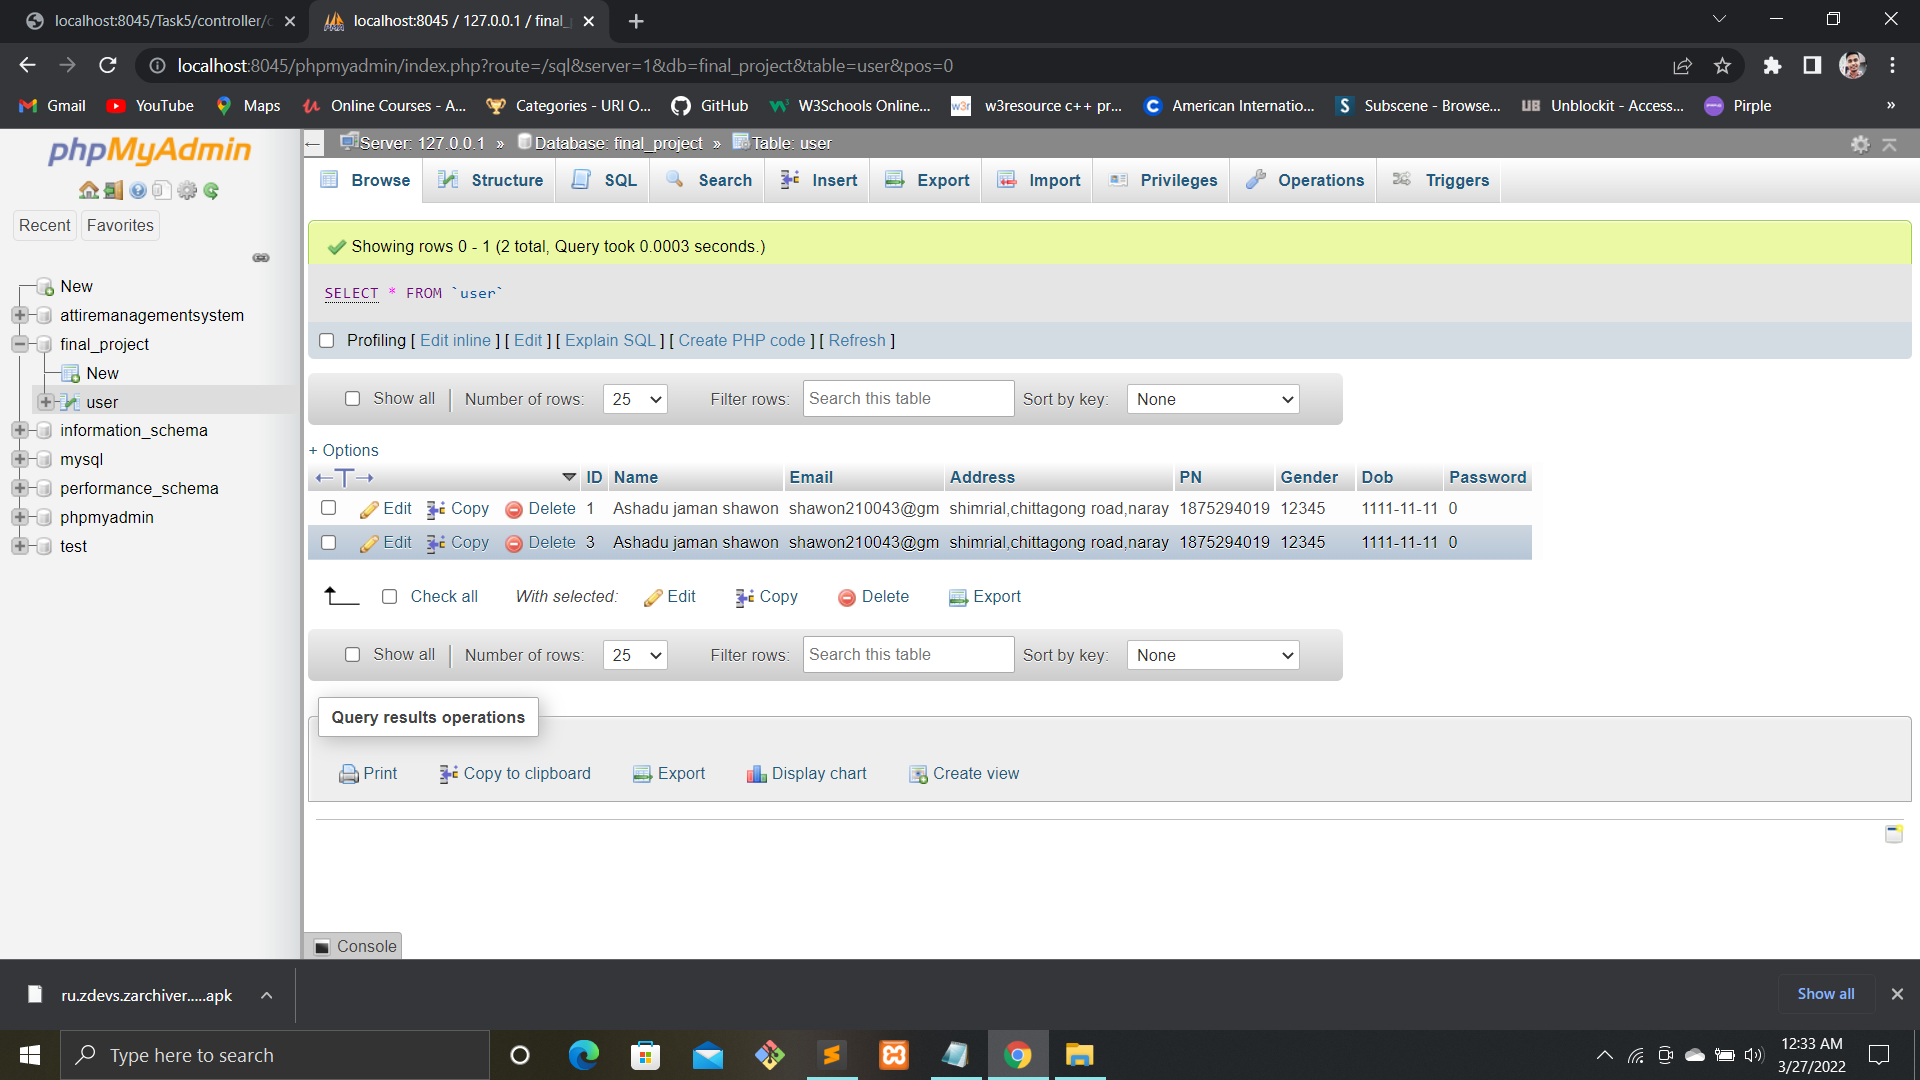 localhost:8045/Task5/controller/c
localhost:8045 / 127.0.0.1 / final_
localhost:8045/phpmyadmin/index.php?route=/sql&server=1&db=final_project&table=user&pos=0
Gmail YouTube Maps Online Courses - A... Categories - URI O... GitHub W3Schools Online... w3r w3resource c++ pr... American Internatio... Subscene - Browse... UB Unblockit - Access... Pirple »
phpMyAdmin
Recent Favorites
New
attiremanagementsystem
final_project
New
user
information_schema
mysql
performance_schema
phpmyadmin
test
Server: 127.0.0.1 » Database: final_project » Table: user
Browse Structure SQL Search Insert Export Import Privileges Operations Triggers
Showing rows 0 - 1 (2 total, Query took 0.0003 seconds.)
SELECT * FROM `user`
Profiling [ Edit inline ] [ Edit ] [ Explain SQL ] [ Create PHP code ] [ Refresh ]
Show all Number of rows: 25 Filter rows: Search this table Sort by key: None
+ Options
←T→ ID Name Email Address PN Gender Dob Password
Edit Copy Delete 1 Ashadu jaman shawon shawon210043@gm shimrial,chittagong road,naray 1875294019 12345 1111-11-11 0
Edit Copy Delete 3 Ashadu jaman shawon shawon210043@gm shimrial,chittagong road,naray 1875294019 12345 1111-11-11 0
Check all With selected: Edit Copy Delete Export
Show all Number of rows: 25 Filter rows: Search this table Sort by key: None
Query results operations
Print Copy to clipboard Export Display chart Create view
Console
ru.zdevs.zarchiver.....apk
Show all
Type here to search
12:33 AM
3/27/2022